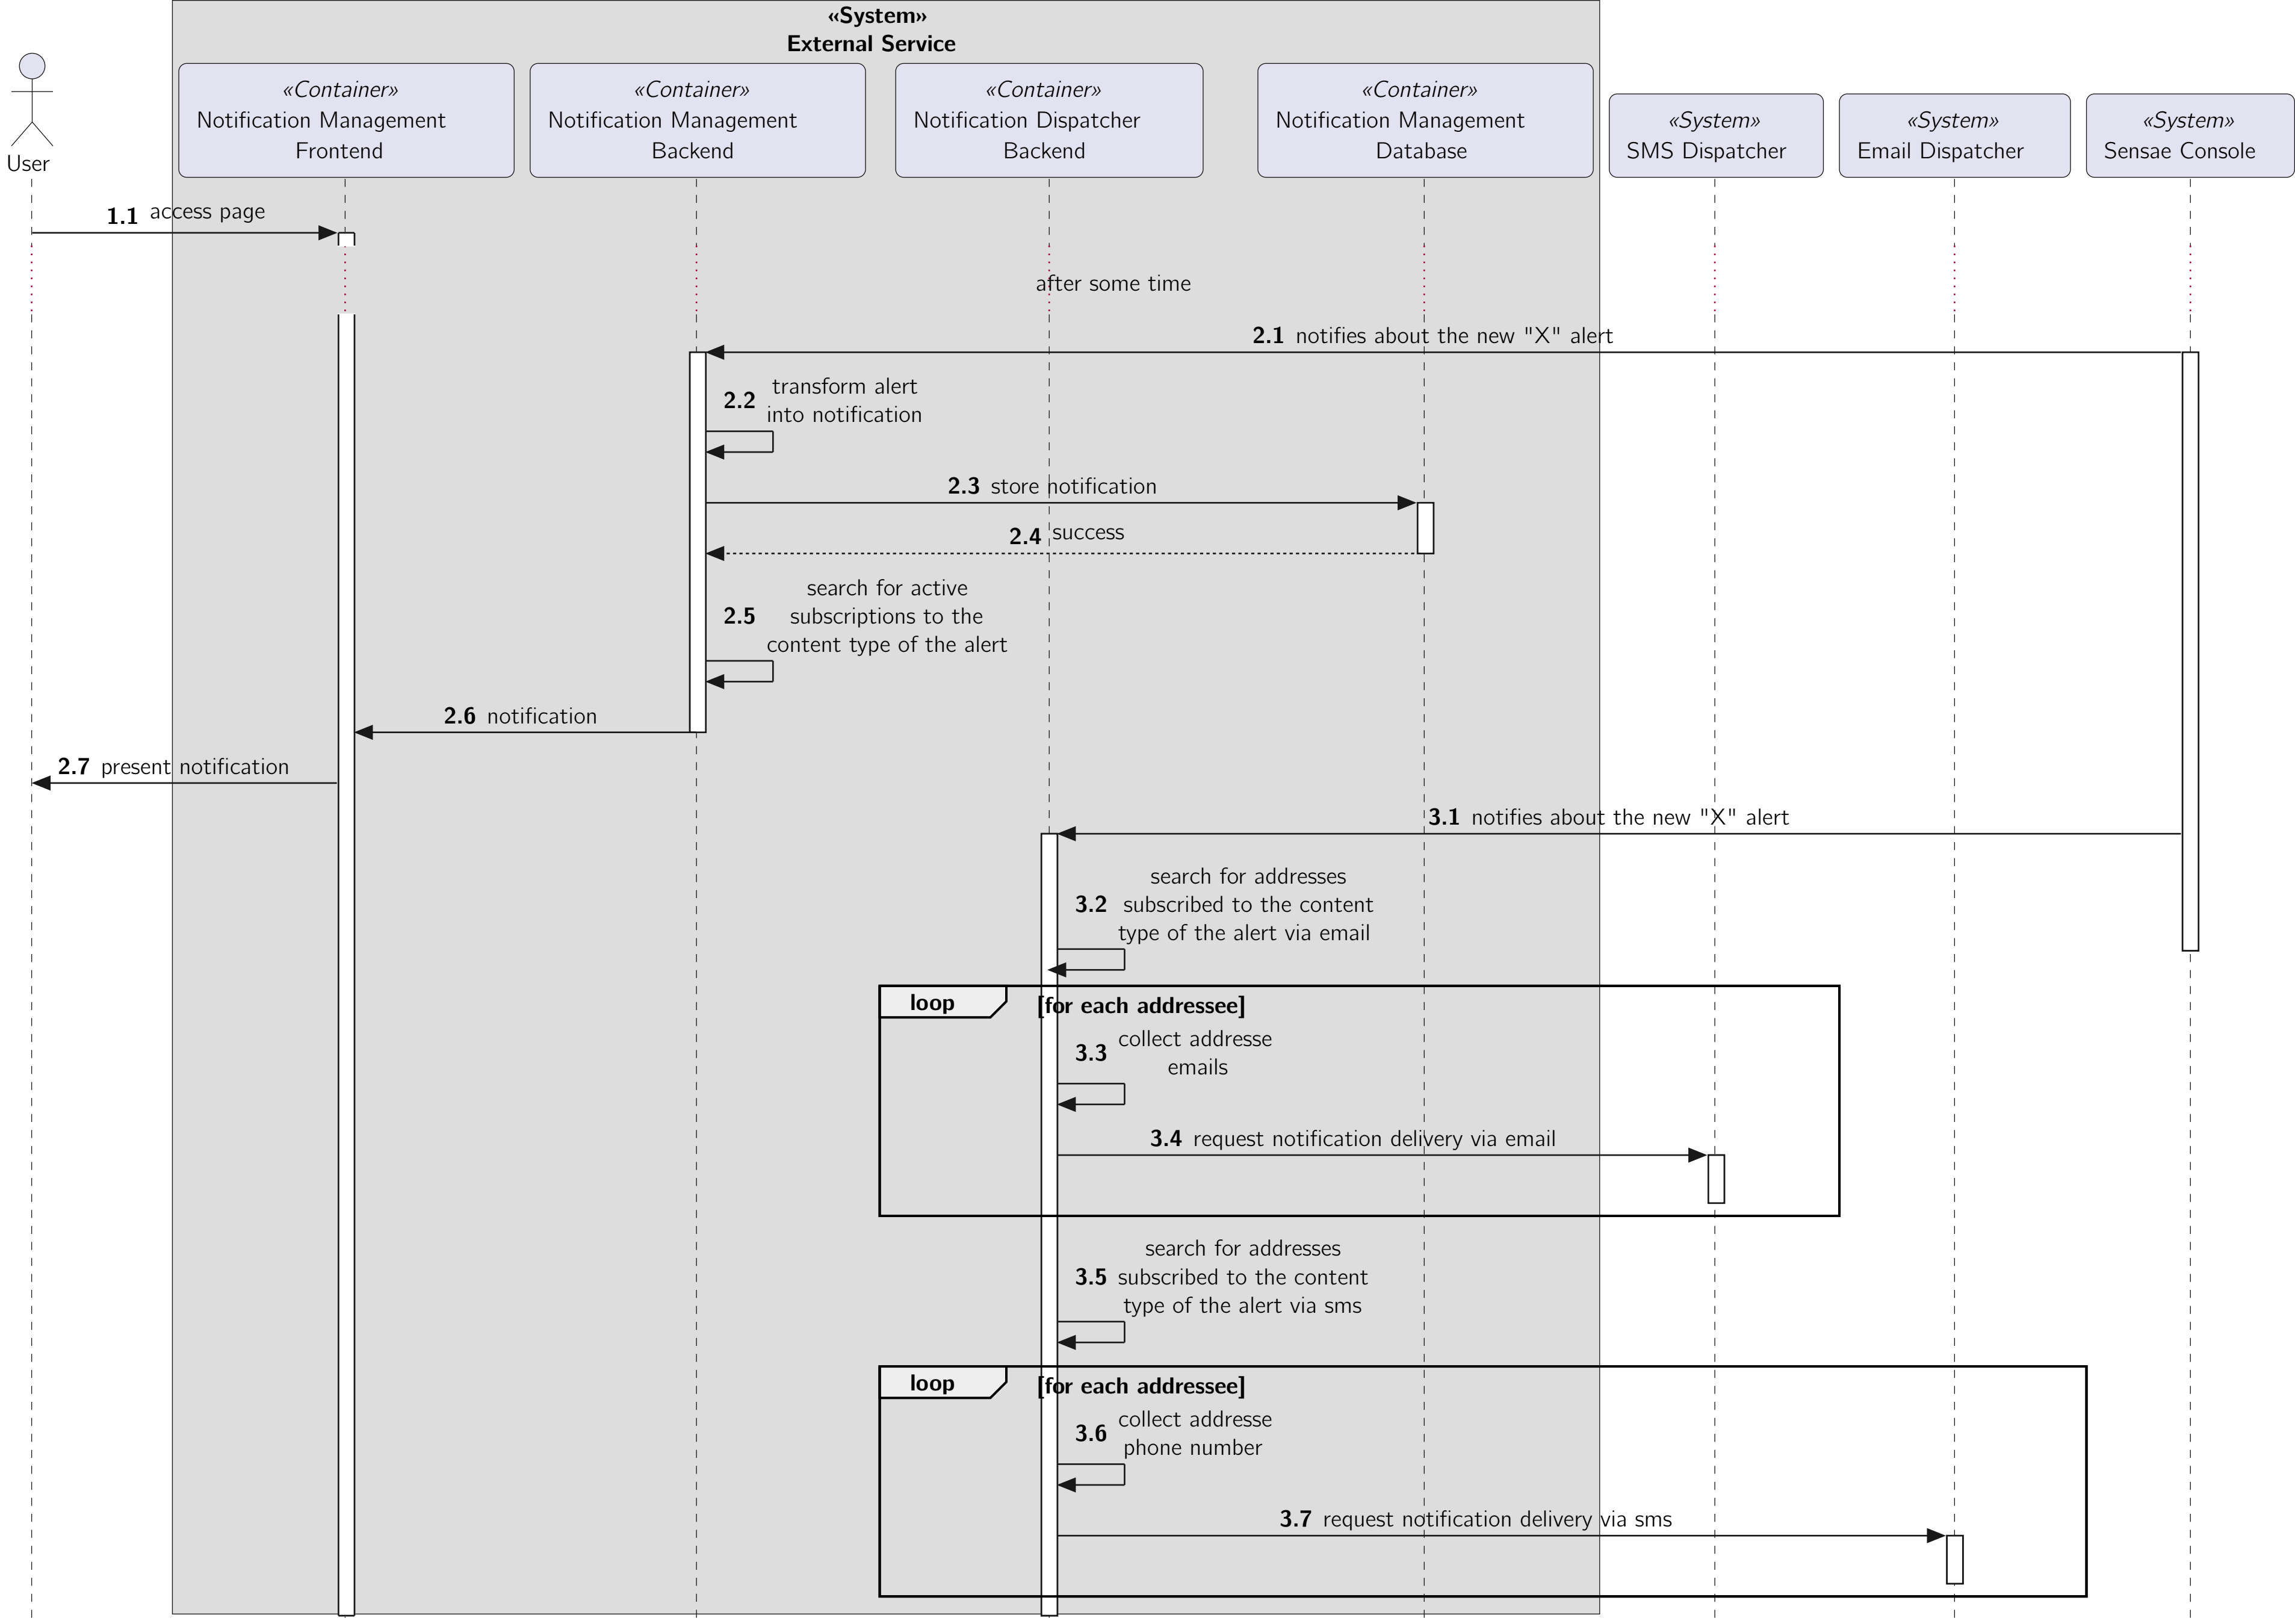 «System»
External Service
User
«Container»
Notification Management
Frontend
«Container»
Notification Management
Backend
«Container»
Notification Dispatcher
Backend
«Container»
Notification Management
Database
«System»
SMS Dispatcher
«System»
Email Dispatcher
«System»
Sensae Console
1.1 access page
after some time
2.1 notifies about the new "X" alert
2.2 transform alert
into notification
2.3 store notification
2.4 success
2.5 search for active
subscriptions to the
content type of the alert
2.6 notification
2.7 present notification
3.1 notifies about the new "X" alert
3.2 search for addresses
subscribed to the content
type of the alert via email
loop [for each addressee]
3.3 collect addresse
emails
3.4 request notification delivery via email
3.5 search for addresses
subscribed to the content
type of the alert via sms
loop [for each addressee]
3.6 collect addresse
phone number
3.7 request notification delivery via sms